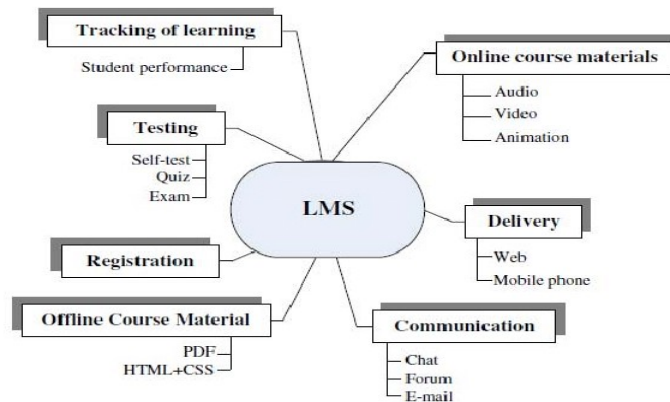 Tracking of learning
Student performance
Online course materials
Audio
Video
Animation
Testing
Self-test
Quiz
Exam
LMS
Delivery
Web
Mobile phone
Registration
Offline Course Material
PDF
HTML+CSS
Communication
Chat
Forum
E-mail